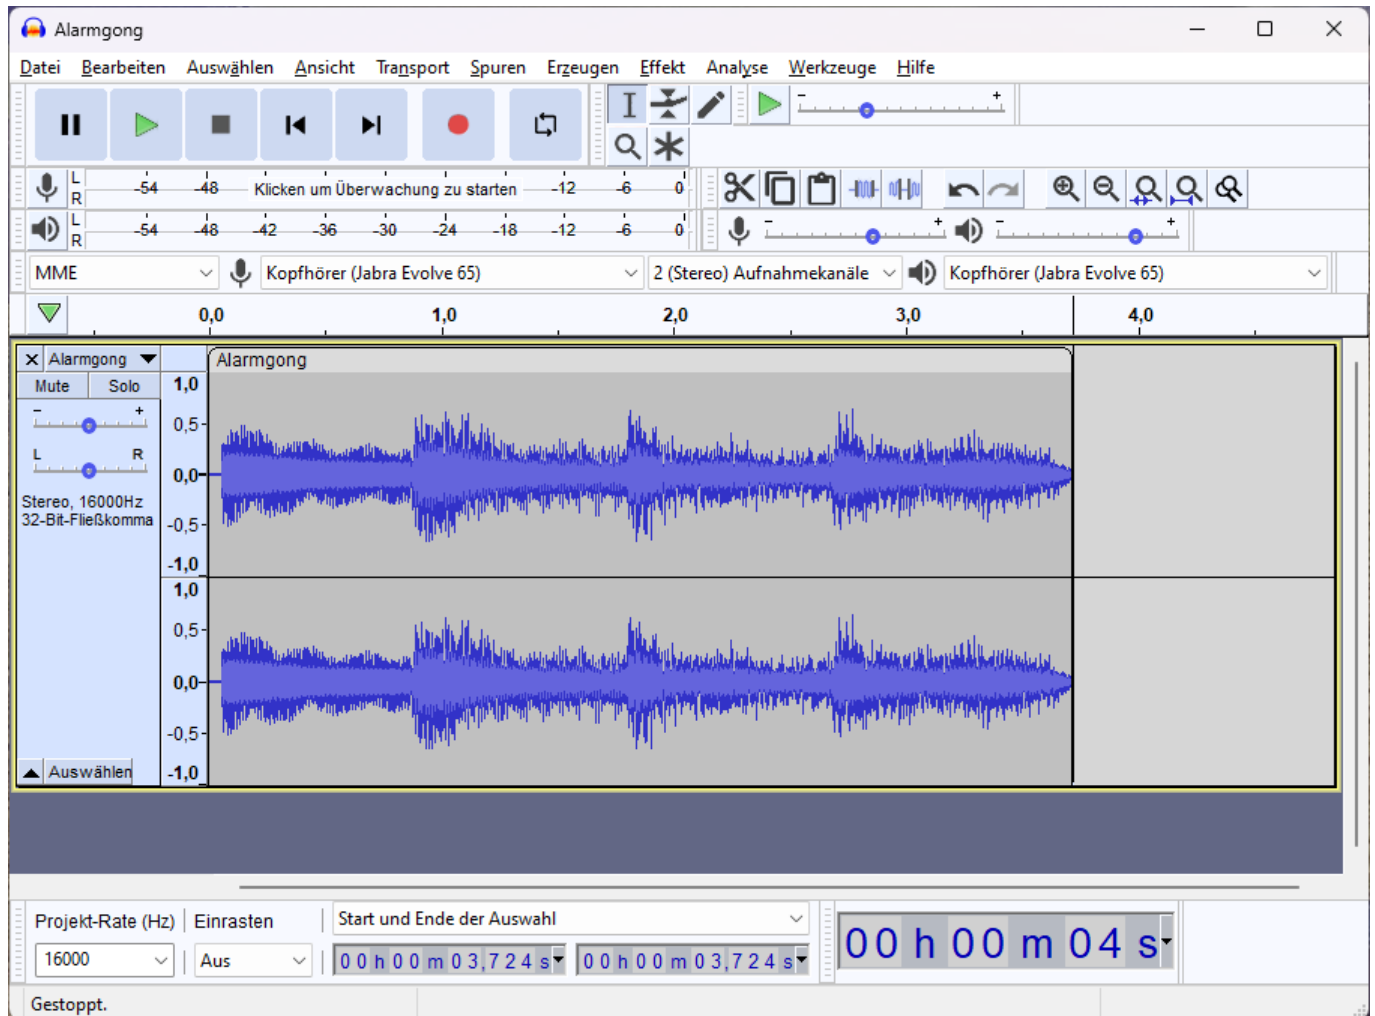 Alarmgong
Datei Bearbeiten Auswählen Ansicht Transport Spuren Erzeugen Effekt Analyse Werkzeuge Hilfe
- +
L R -54 -48 Klicken um Überwachung zu starten -12 -6 0
L R -54 -48 -42 -36 -30 -24 -18 -12 -6 0
- + - +
MME Kopfhörer (Jabra Evolve 65) 2 (Stereo) Aufnahmekanäle Kopfhörer (Jabra Evolve 65)
0,0 1,0 2,0 3,0 4,0
Alarmgong Alarmgong
Mute Solo 1,0
- + 0,5
L R
0,0
Stereo, 16000Hz
32-Bit-Fließkomma
-0,5
-1,0
1,0
0,5
0,0
-0,5
Auswählen -1,0
Projekt-Rate (Hz) Einrasten Start und Ende der Auswahl
16000 Aus 00 h 00 m 03,724 s 00 h 00 m 03,724 s 00 h 00 m 04 s
Gestoppt.